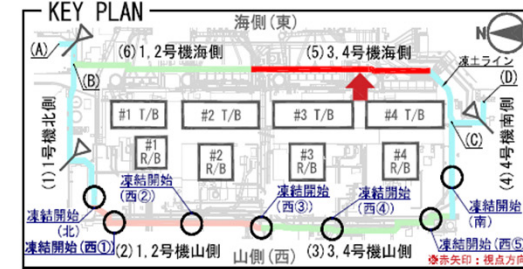 KEY PLAN
海側(東)
N
(A)
(6)1,2号機海側
(5)3,4号機海側
凍土ライン
(B)
(D)
#1 T/B
#2 T/B
#3 T/B
#4 T/B
(C)
(1)1号機北側
#1
R/B
#2
R/B
#3
R/B
#4
R/B
(4)4号機南側
凍結開始
(西②)
凍結開始
(西③)
凍結開始
(西④)
凍結開始
(北)
凍結開始
(南)
凍結開始(西①)
(2)1,2号機山側
(3)3,4号機山側
凍結開始(西⑤)
山側(西)
※赤矢印:視点方向